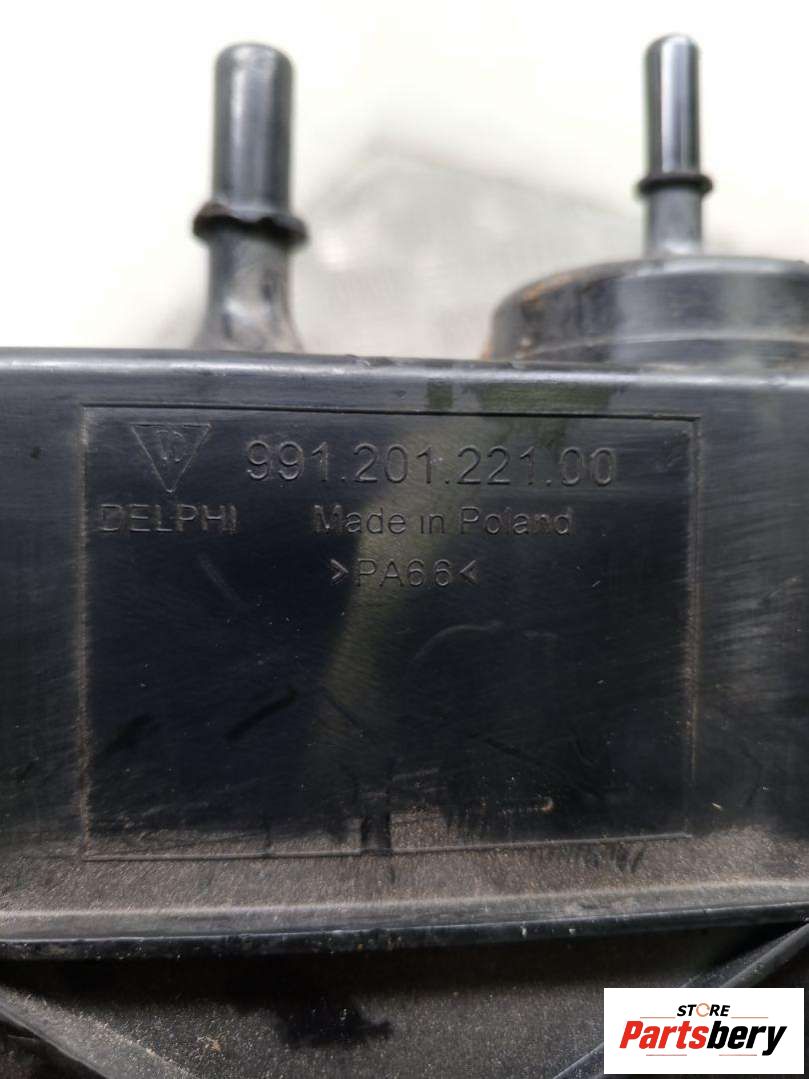 991.201.221.00
DELPHI Made in Poland
>PA66<
STORE
Partsbery